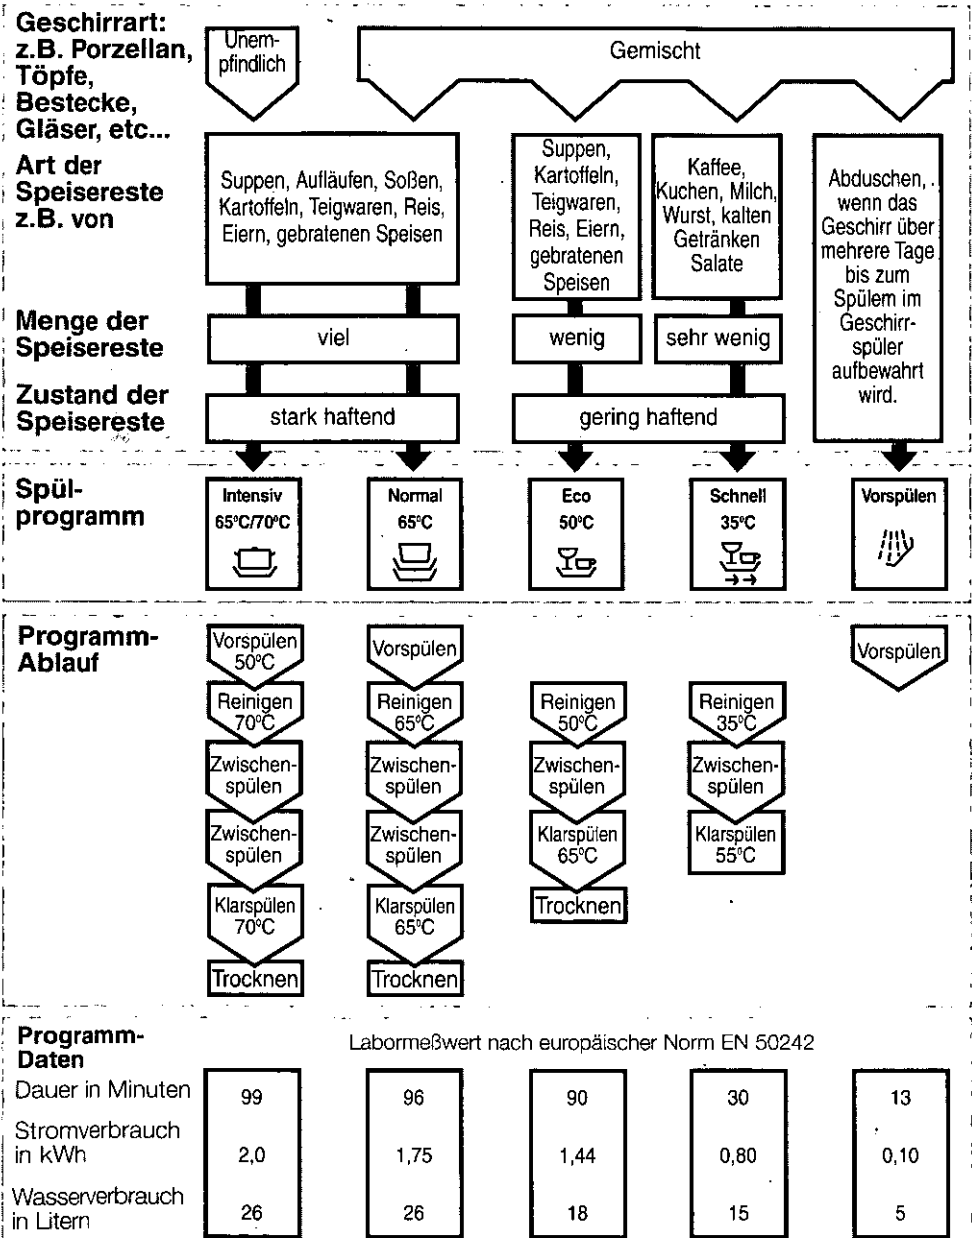 Geschirrart:
z.B. Porzellan,
Töpfe,
Bestecke,
Gläser, etc...
Unem-
pfindlich
Gemischt
Art der
Speisereste
z.B. von
Suppen, Aufläufen, Soßen,
Kartoffeln, Teigwaren, Reis,
Eiern, gebratenen Speisen
Suppen,
Kartoffeln,
Teigwaren,
Reis, Eiern,
gebratenen
Speisen
Kaffee,
Kuchen, Milch,
Wurst, kalten
Getränken
Salate
Abduschen,
wenn das
Geschirr über
mehrere Tage
bis zum
Spülem im
Geschirr-
spüler
aufbewahrt
wird.
Menge der
Speisereste
viel
wenig
sehr wenig
Zustand der
Speisereste
stark haftend
gering haftend
Spül-
programm
Intensiv
65°C/70°C
Normal
65°C
Eco
50°C
Schnell
35°C
Vorspülen
Programm-
Ablauf
Vorspülen
50°C
Reinigen
70°C
Zwischen-
spülen
Zwischen-
spülen
Klarspülen
70°C
Trocknen
Vorspülen
Reinigen
65°C
Zwischen-
spülen
Zwischen-
spülen
Klarspülen
65°C
Trocknen
Reinigen
50°C
Zwischen-
spülen
Klarspülen
65°C
Trocknen
Reinigen
35°C
Zwischen-
spülen
Klarspülen
55°C
Vorspülen
Programm-
Daten
Labormeßwert nach europäischer Norm EN 50242
Dauer in Minuten 99 96 90 30 13
Stromverbrauch
in kWh 2,0 1,75 1,44 0,80 0,10
Wasserverbrauch
in Litern 26 26 18 15 5